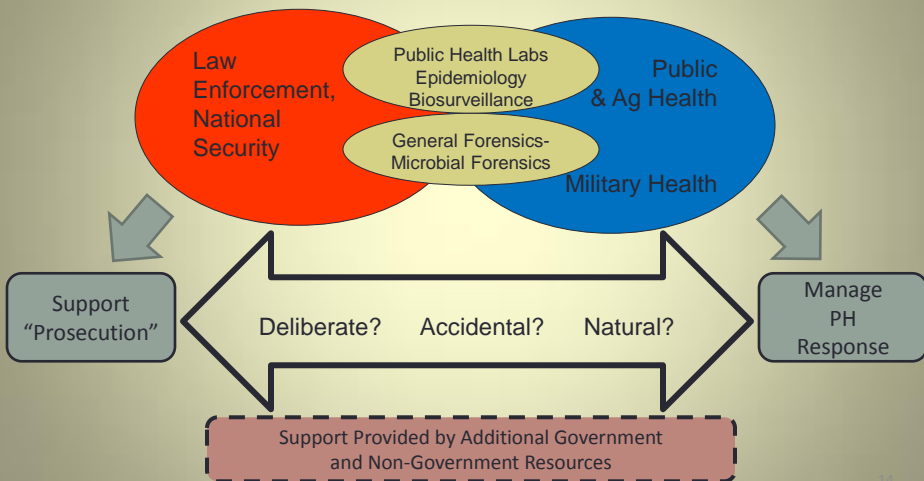 Law
Enforcement,
National
Security
Public Health Labs
Epidemiology
Biosurveillance
General Forensics-
Microbial Forensics
Public
& Ag Health
Military Health
Support
“Prosecution”
Deliberate? Accidental? Natural?
Manage
PH
Response
Support Provided by Additional Government
and Non-Government Resources